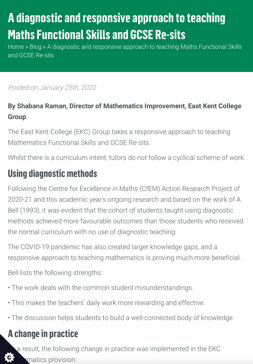 A diagnostic and responsive approach to teaching
Maths Functional Skills and GCSE Re-sits
Home » Blog » A diagnostic and responsive approach to teaching Maths Functional Skills
and GCSE Re-sits
Posted on January 25th, 2022
By Shabana Raman, Director of Mathematics Improvement, East Kent College
Group.
The East Kent College (EKC) Group takes a responsive approach to teaching
Mathematics Functional Skills and GCSE Re-sits.
Whilst there is a curriculum intent, tutors do not follow a cyclical scheme of work.
Using diagnostic methods
Following the Centre for Excellence in Maths (CfEM) Action Research Project of
2020-21 and this academic year's ongoing research and based on the work of A.
Bell (1993), it was evident that the cohort of students taught using diagnostic
methods achieved more favourable outcomes than those students who received
the normal curriculum with no use of diagnostic teaching.
The COVID-19 pandemic has also created larger knowledge gaps, and a
responsive approach to teaching mathematics is proving much more beneficial.
Bell lists the following strengths:
• The work deals with the common student misunderstandings.
• This makes the teachers' daily work more rewarding and effective.
• The discussion helps students to build a well-connected body of knowledge.
A change in practice
a result, the following change in practice was implemented in the EKC
matics provision: